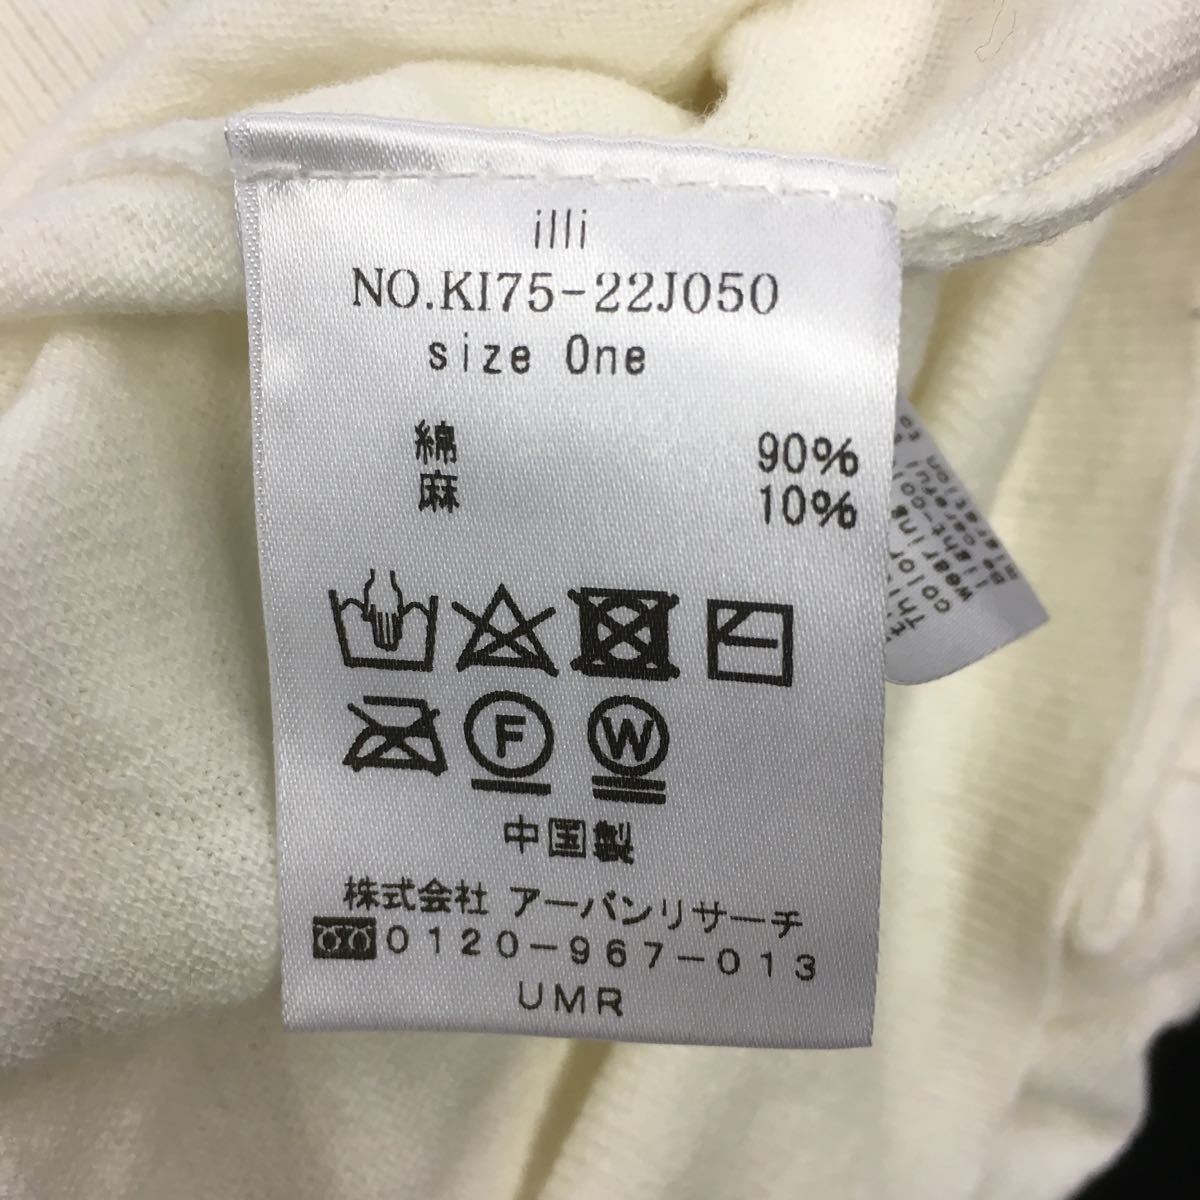 illi
NO.KI75-22J050
size One
綿 90%
麻 10%
F W
中国製
株式会社 アーバンリサーチ
0120-967-013
UMR